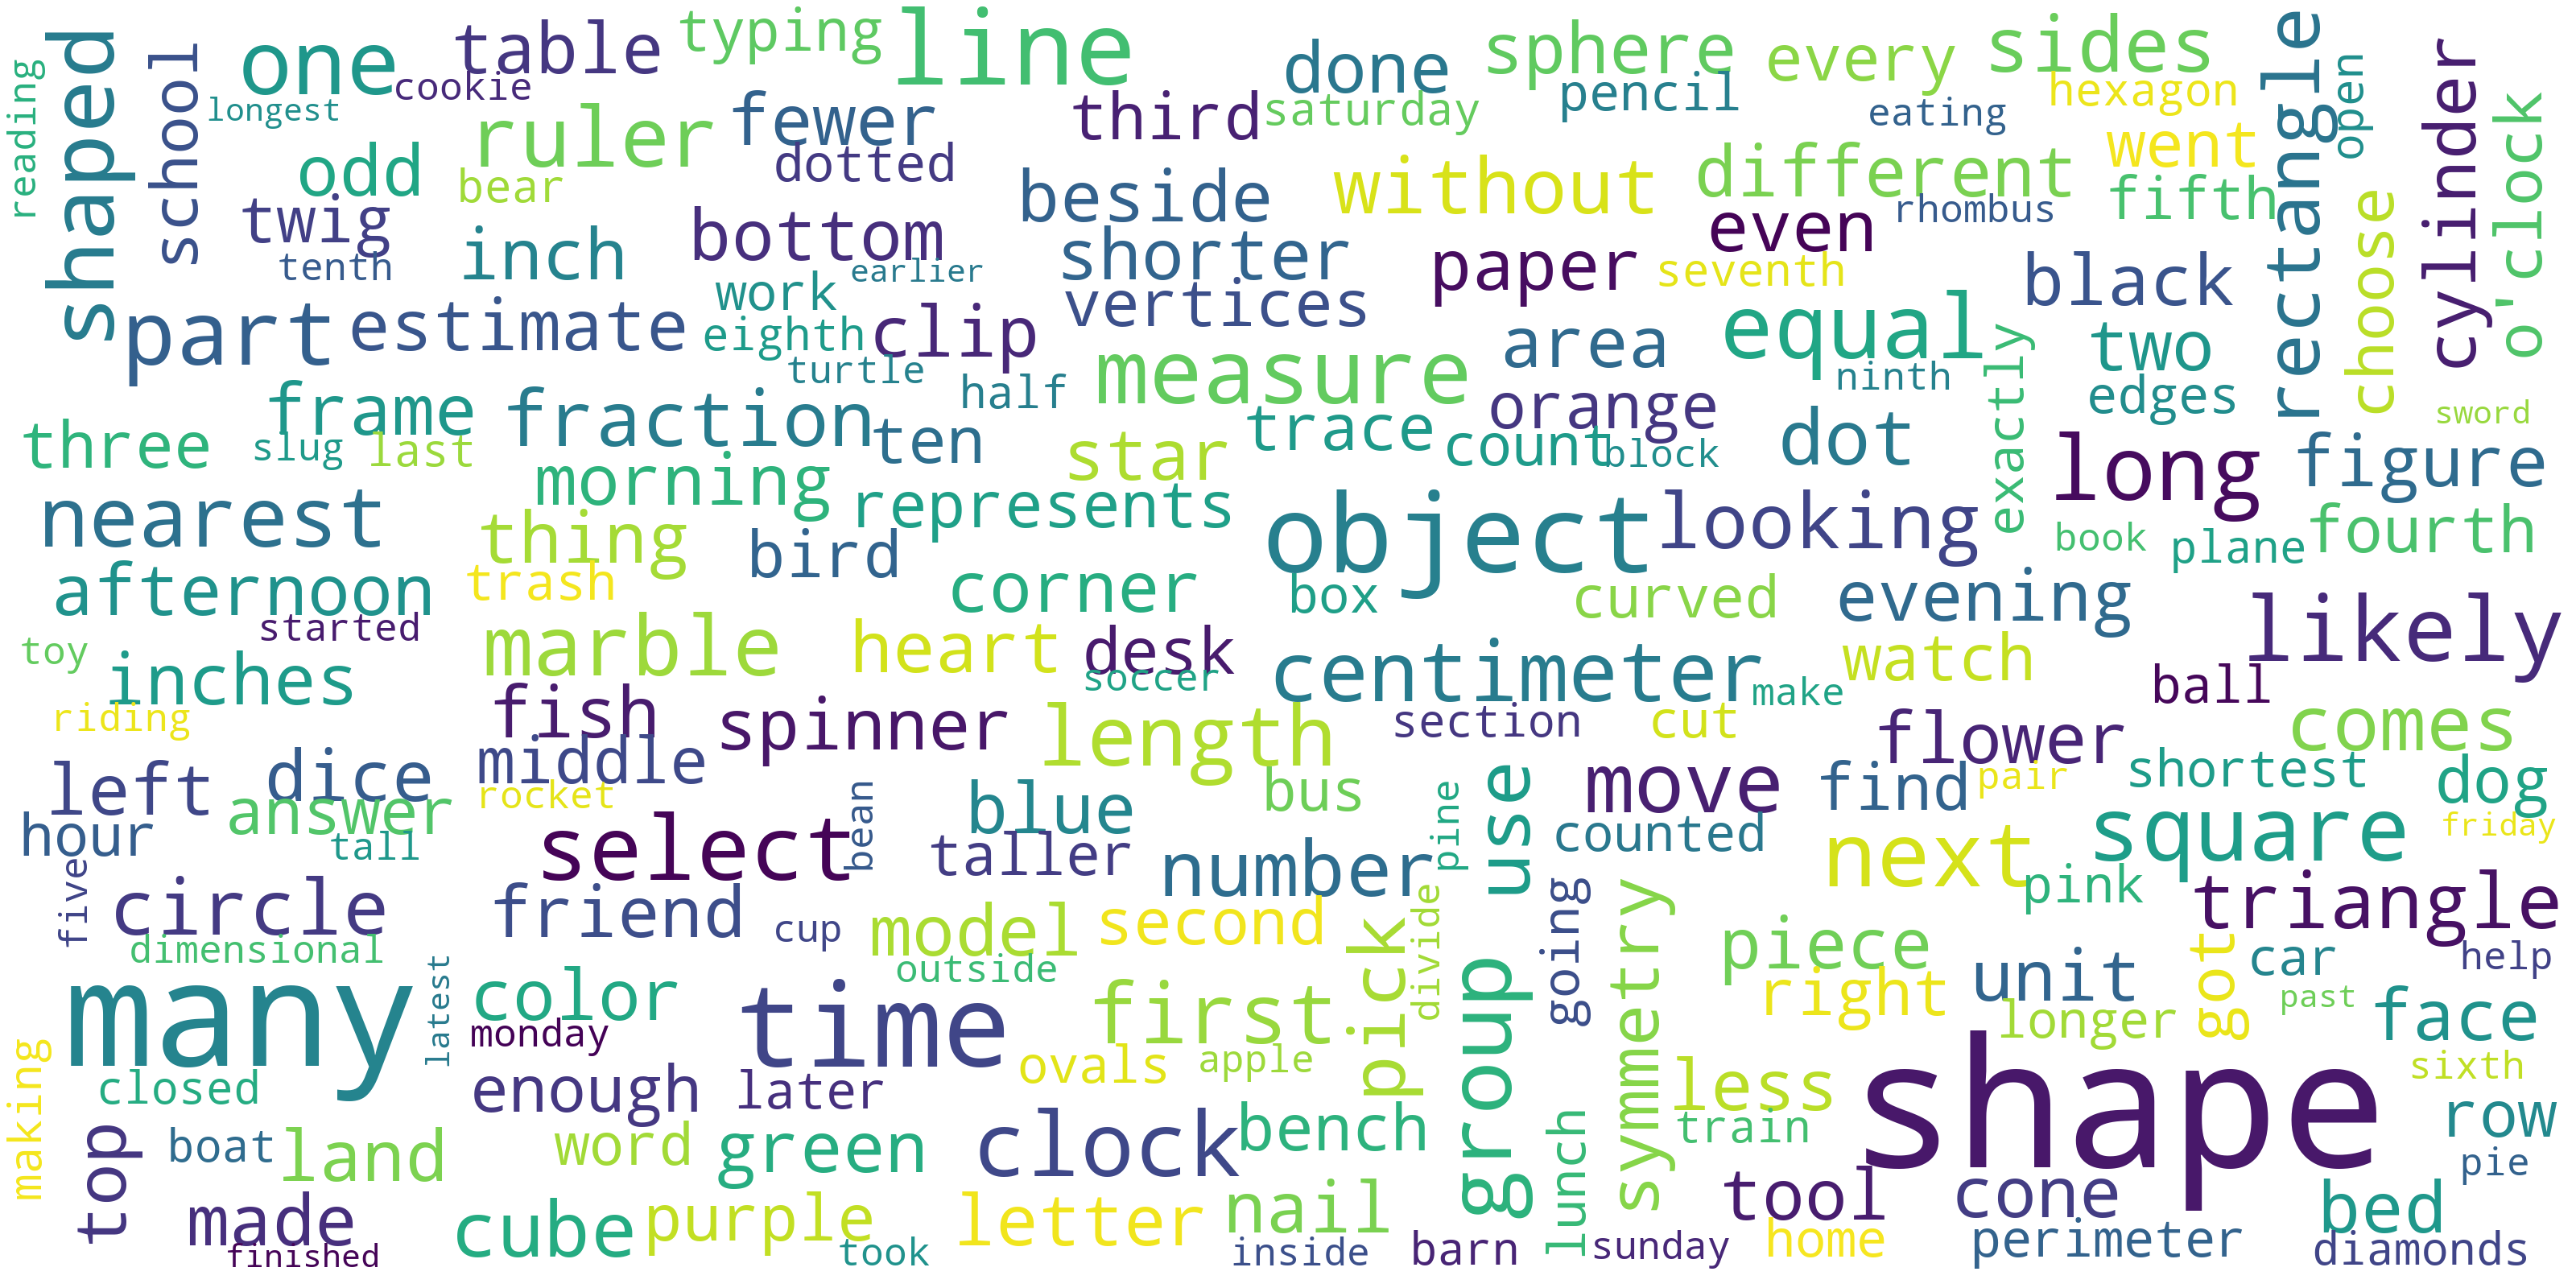 reading
shaped
school
one
longest
cookie
table
typing
line
done
sphere
pencil
every
eating
sides
hexagon
rectangle
open
cylinder
o'clock
odd
ruler
bear
fewer
dotted
third
saturday
went
fifth
choose
twig
tenth
inch
bottom
beside
without
different
even
rhombus
earlier
shorter
paper
seventh
black
part
estimate
work
eighth
clip
vertices
area
equal
exactly
two
turtle
measure
ninth
edges
frame
fraction
half
orange
sword
three
slug
last
ten
star
trace
count
block
dot
long
figure
nearest
morning
represents
object
looking
book
plane
fourth
thing
bird
afternoon
trash
corner
box
curved
evening
likely
started
toy
inches
marble
heart
desk
soccer
centimeter
watch
make
ball
riding
fish
spinner
length
section
cut
flower
comes
left
dice
middle
rocket
blue
bus
use
move
find
pair
shortest
dog
hour
answer
tall
select
bean
taller
number
pine
counted
next
square
friday
five
circle
friend
cup
model
second
pick
divide
group
going
symmetry
pink
triangle
dimensional
outside
piece
got
car
help
many
latest
color
monday
time
first
right
unit
longer
past
face
making
closed
enough
later
ovals
apple
less
shape
sixth
top
boat
land
word
green
clock
bench
lunch
train
row
pie
made
finished
cube
purple
took
letter
nail
inside
barn
sunday
tool
home
cone
perimeter
bed
diamonds